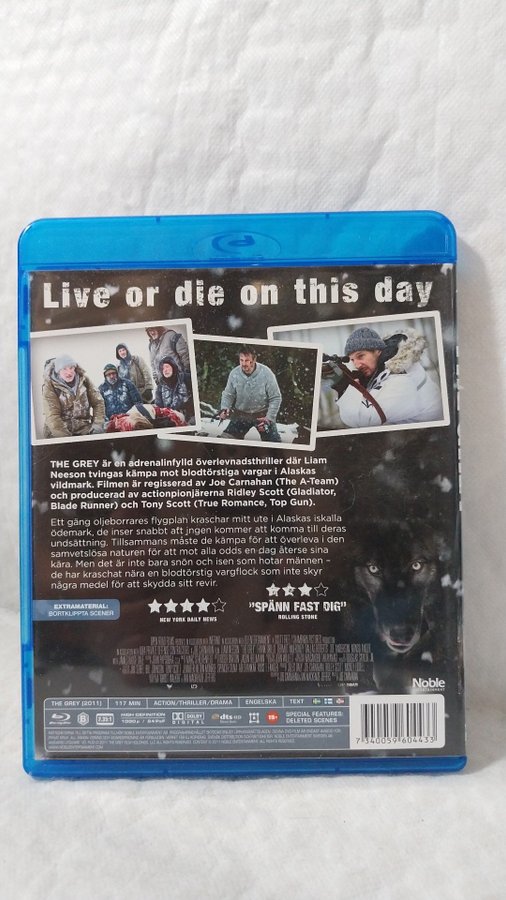 Live or die on this day
THE GREY är en adrenalinfylld överlevnadsthriller där Liam
Neeson tvingas kämpa mot blodtörstiga vargar i Alaskas
vildmark. Filmen är regisserad av Joe Carnahan (The A-Team)
och producerad av actionpionjärerna Ridley Scott (Gladiator,
Blade Runner) och Tony Scott (True Romance, Top Gun).
Ett gäng oljeborrares flygplan kraschar mitt ute i Alaskas iskalla
ödemark, de inser snabbt att ingen kommer att komma till deras
undsättning. Tillsammans måste de kämpa för att överleva i den
samvetslösa naturen för att mot alla odds en dag återse sina
kära. Men det är inte bara snön och isen som hotar männen –
de har kraschat nära en blodtörstig vargflock som inte skyr
några medel för att skydda sitt revir.
EXTRAMATERIAL:
BORTKLIPPTA SCENER
NEW YORK DAILY NEWS
"SPÄNN FAST DIG"
ROLLING STONE
Noble
ENTERTAINMENT
THE GREY (2011) 117 MIN ACTION/THRILLER/DRAMA ENGELSKA TEXT
HIGH DEFINITION
DOLBY
DIGITAL
dts
SPECIAL FEATURES:
DELETED SCENES
7 340059 604433